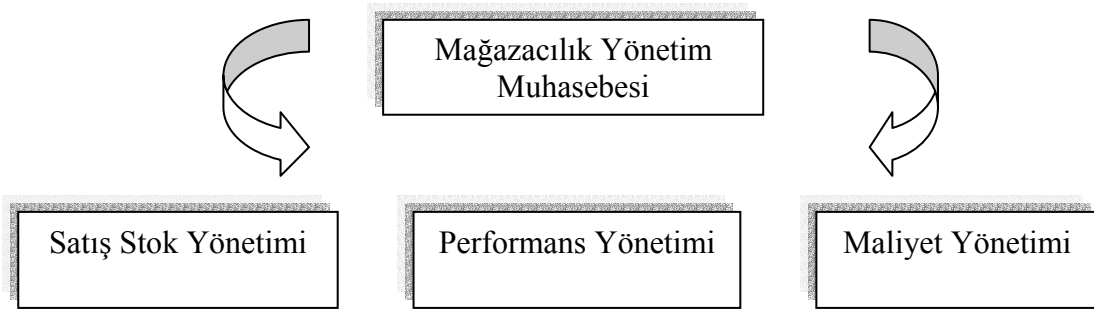 Mağazacılık Yönetim
Muhasebesi
Satış Stok Yönetimi
Performans Yönetimi
Maliyet Yönetimi